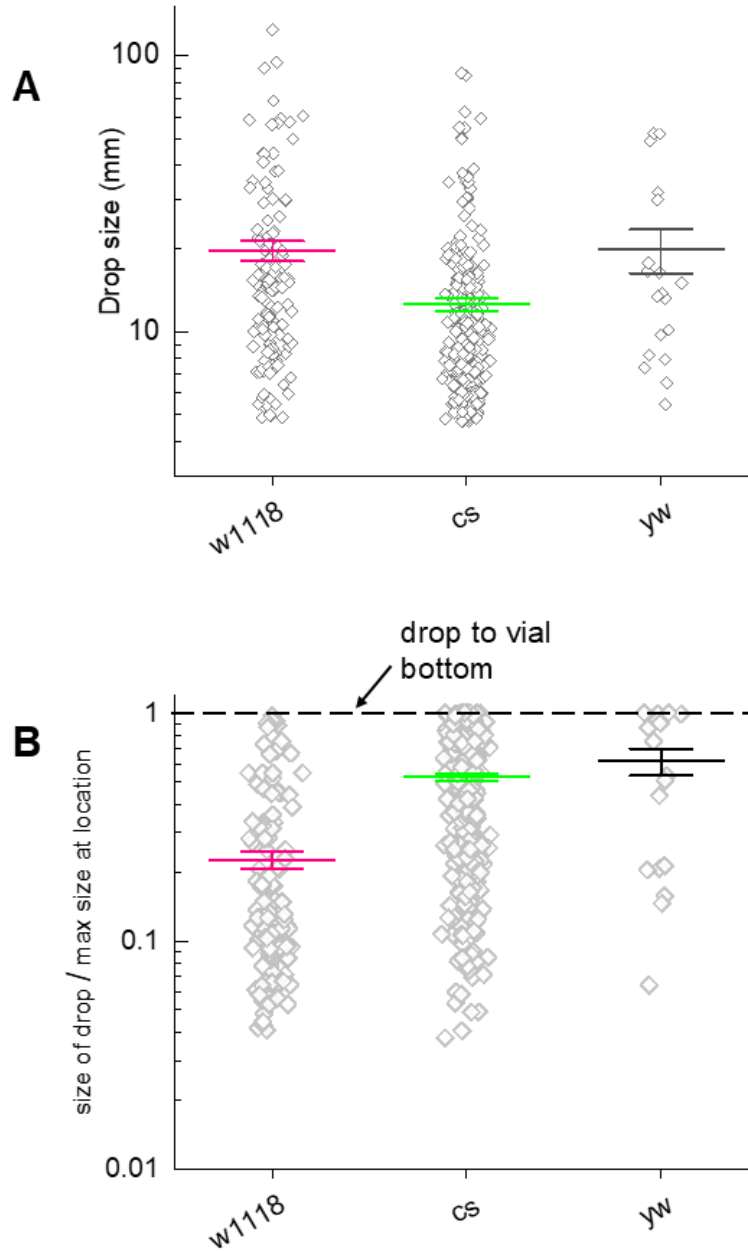 A
Drop size (mm)
100
10
w1118
cs
yw
drop to vial
bottom
B
size of drop / max size at location
1
0.1
0.01
w1118
cs
yw